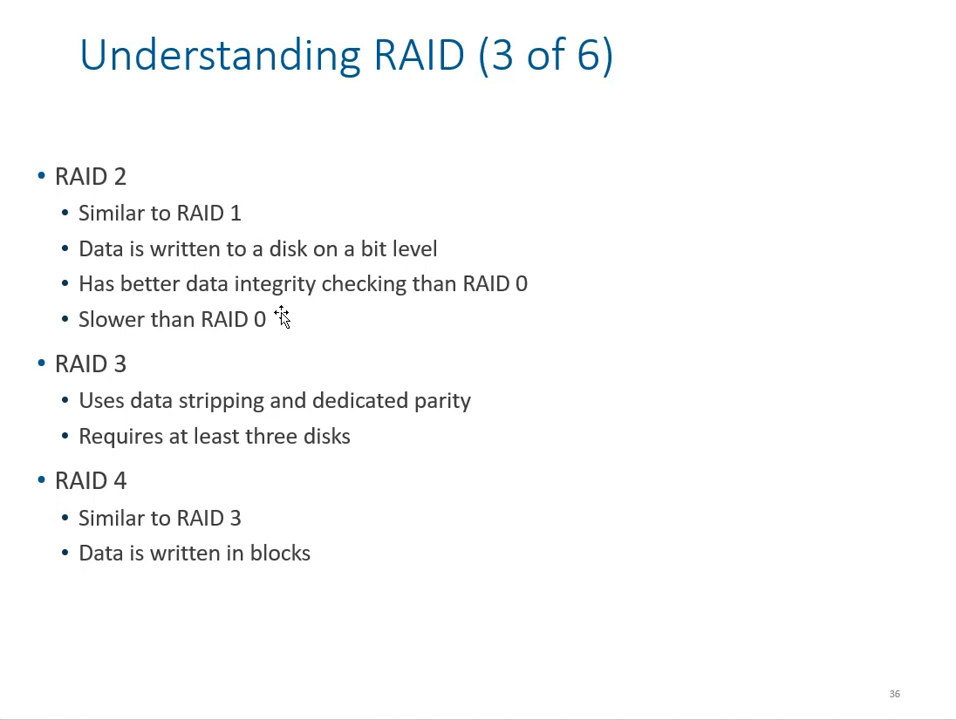 Understanding RAID (3 of 6)
• RAID 2
• Similar to RAID 1
• Data is written to a disk on a bit level
• Has better data integrity checking than RAID 0
• Slower than RAID 0
• RAID 3
• Uses data stripping and dedicated parity
• Requires at least three disks
• RAID 4
• Similar to RAID 3
• Data is written in blocks
36